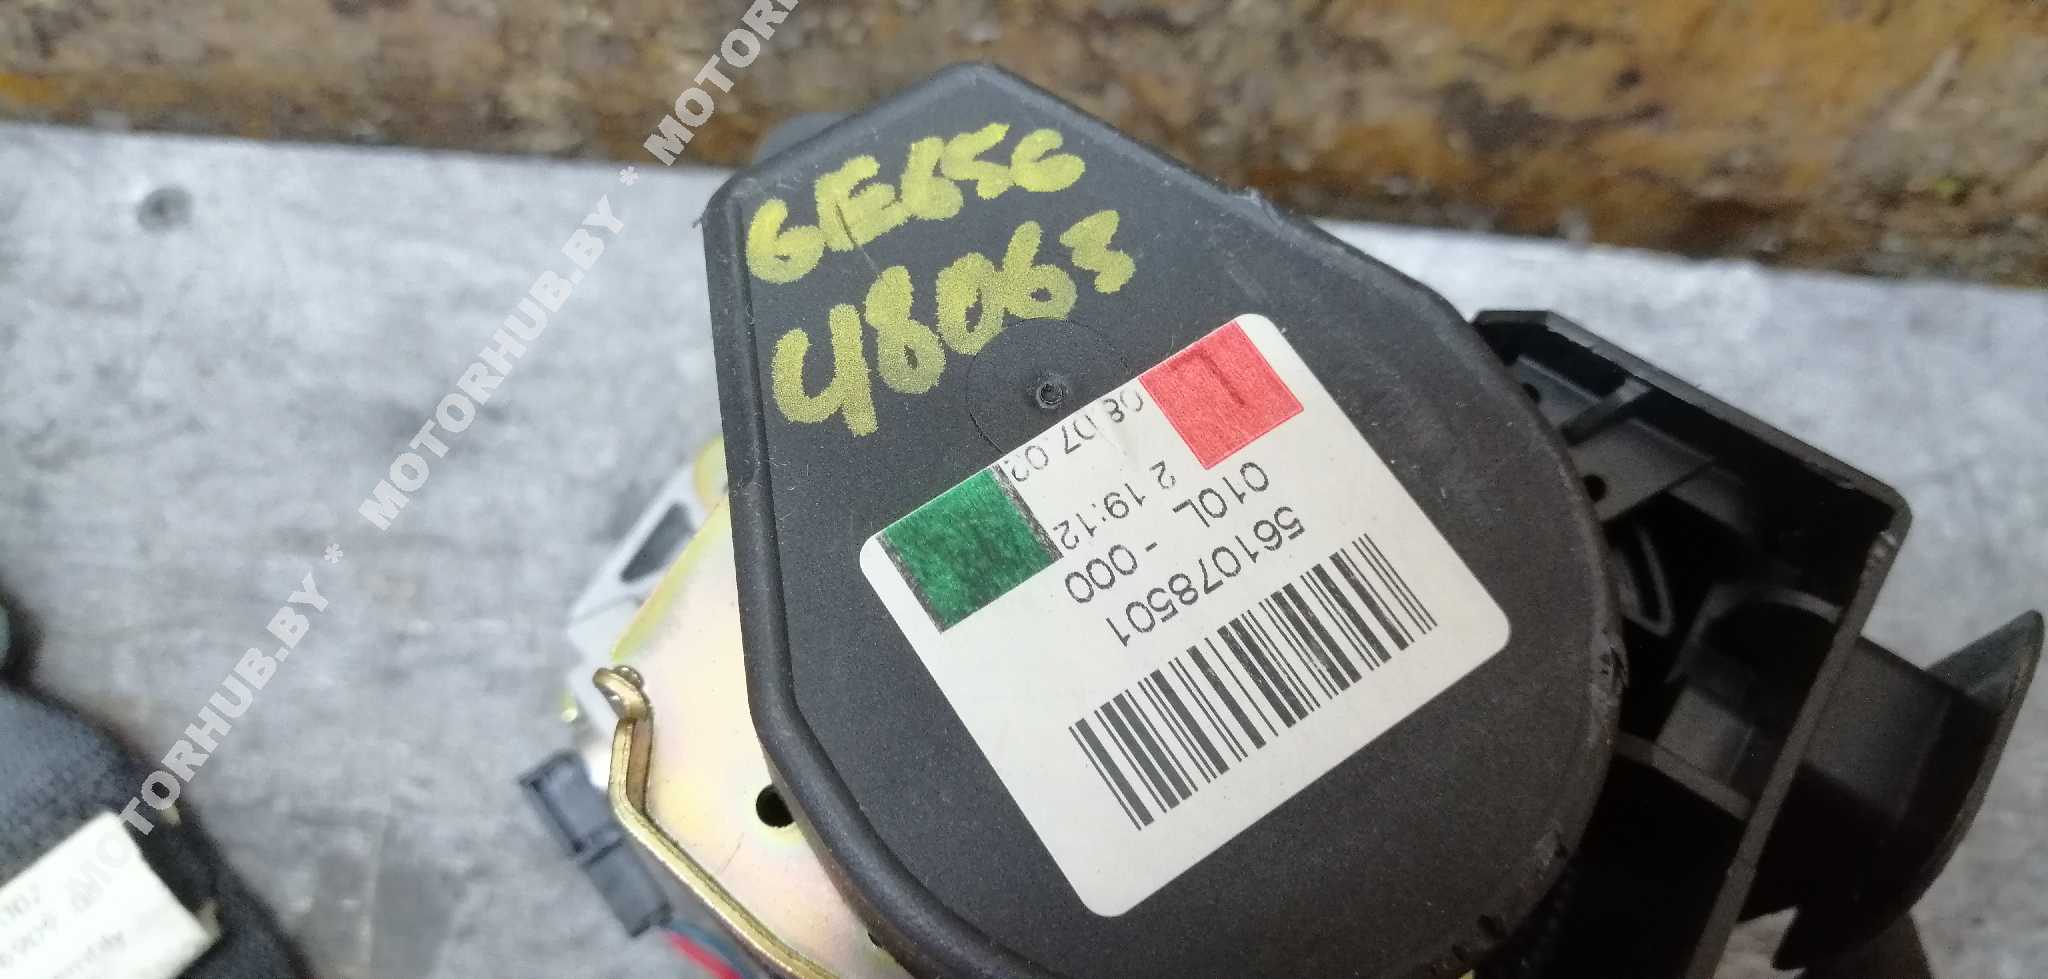 GE656
48063
561078501
- 000
010L
2 19:12
08.07.02
MOTORHUB.BY * MOTORHUB.BY * MOTORHUB.BY * MOTOR